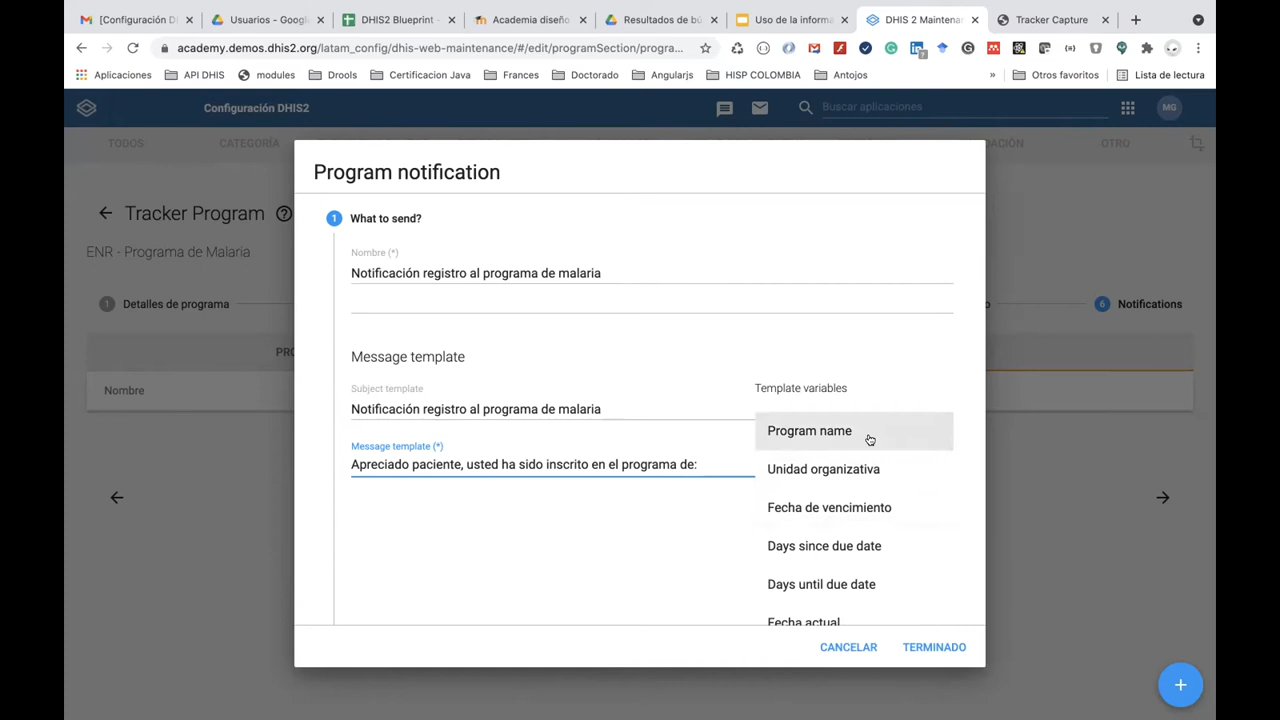 [Configuración DI
Usuarios - Googl
DHIS2 Blueprint -
Academia diseño
Resultados de bú
Uso de la informa
DHIS 2 Maintenan
Tracker Capture
academy.demos.dhis2.org/latam_config/dhis-web-maintenance/#/edit/programSection/progra...
7
Aplicaciones
API DHIS
modules
Drools
Certificacion Java
Frances
Doctorado
Angularjs
HISP COLOMBIA
Antojos
»
Otros favoritos
Lista de lectura
Configuración DHIS2
Buscar aplicaciones
MG
TODOS
CATEGORÍA
DACIÓN
OTRO
Program notification
Tracker Program
ENR - Programa de Malaria
1 What to send?
Nombre (*)
Notificación registro al programa de malaria
1 Detalles de programa
o
6 Notifications
PRO
Nombre
Message template
Subject template
Notificación registro al programa de malaria
Template variables
Message template (*)
Apreciado paciente, usted ha sido inscrito en el programa de:
Program name
Unidad organizativa
Fecha de vencimiento
Days since due date
Days until due date
Fecha actual
CANCELAR
TERMINADO